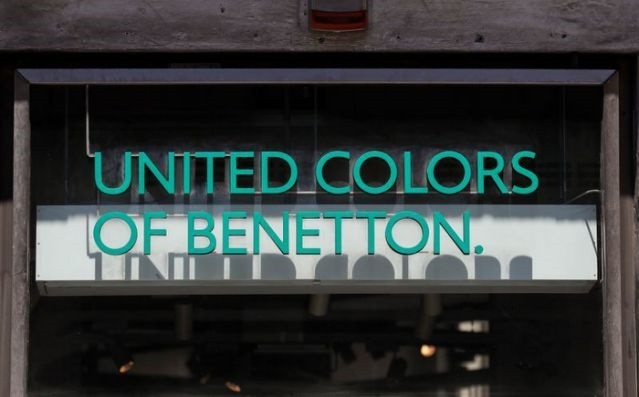 UNITED COLORS
OF BENETTON.